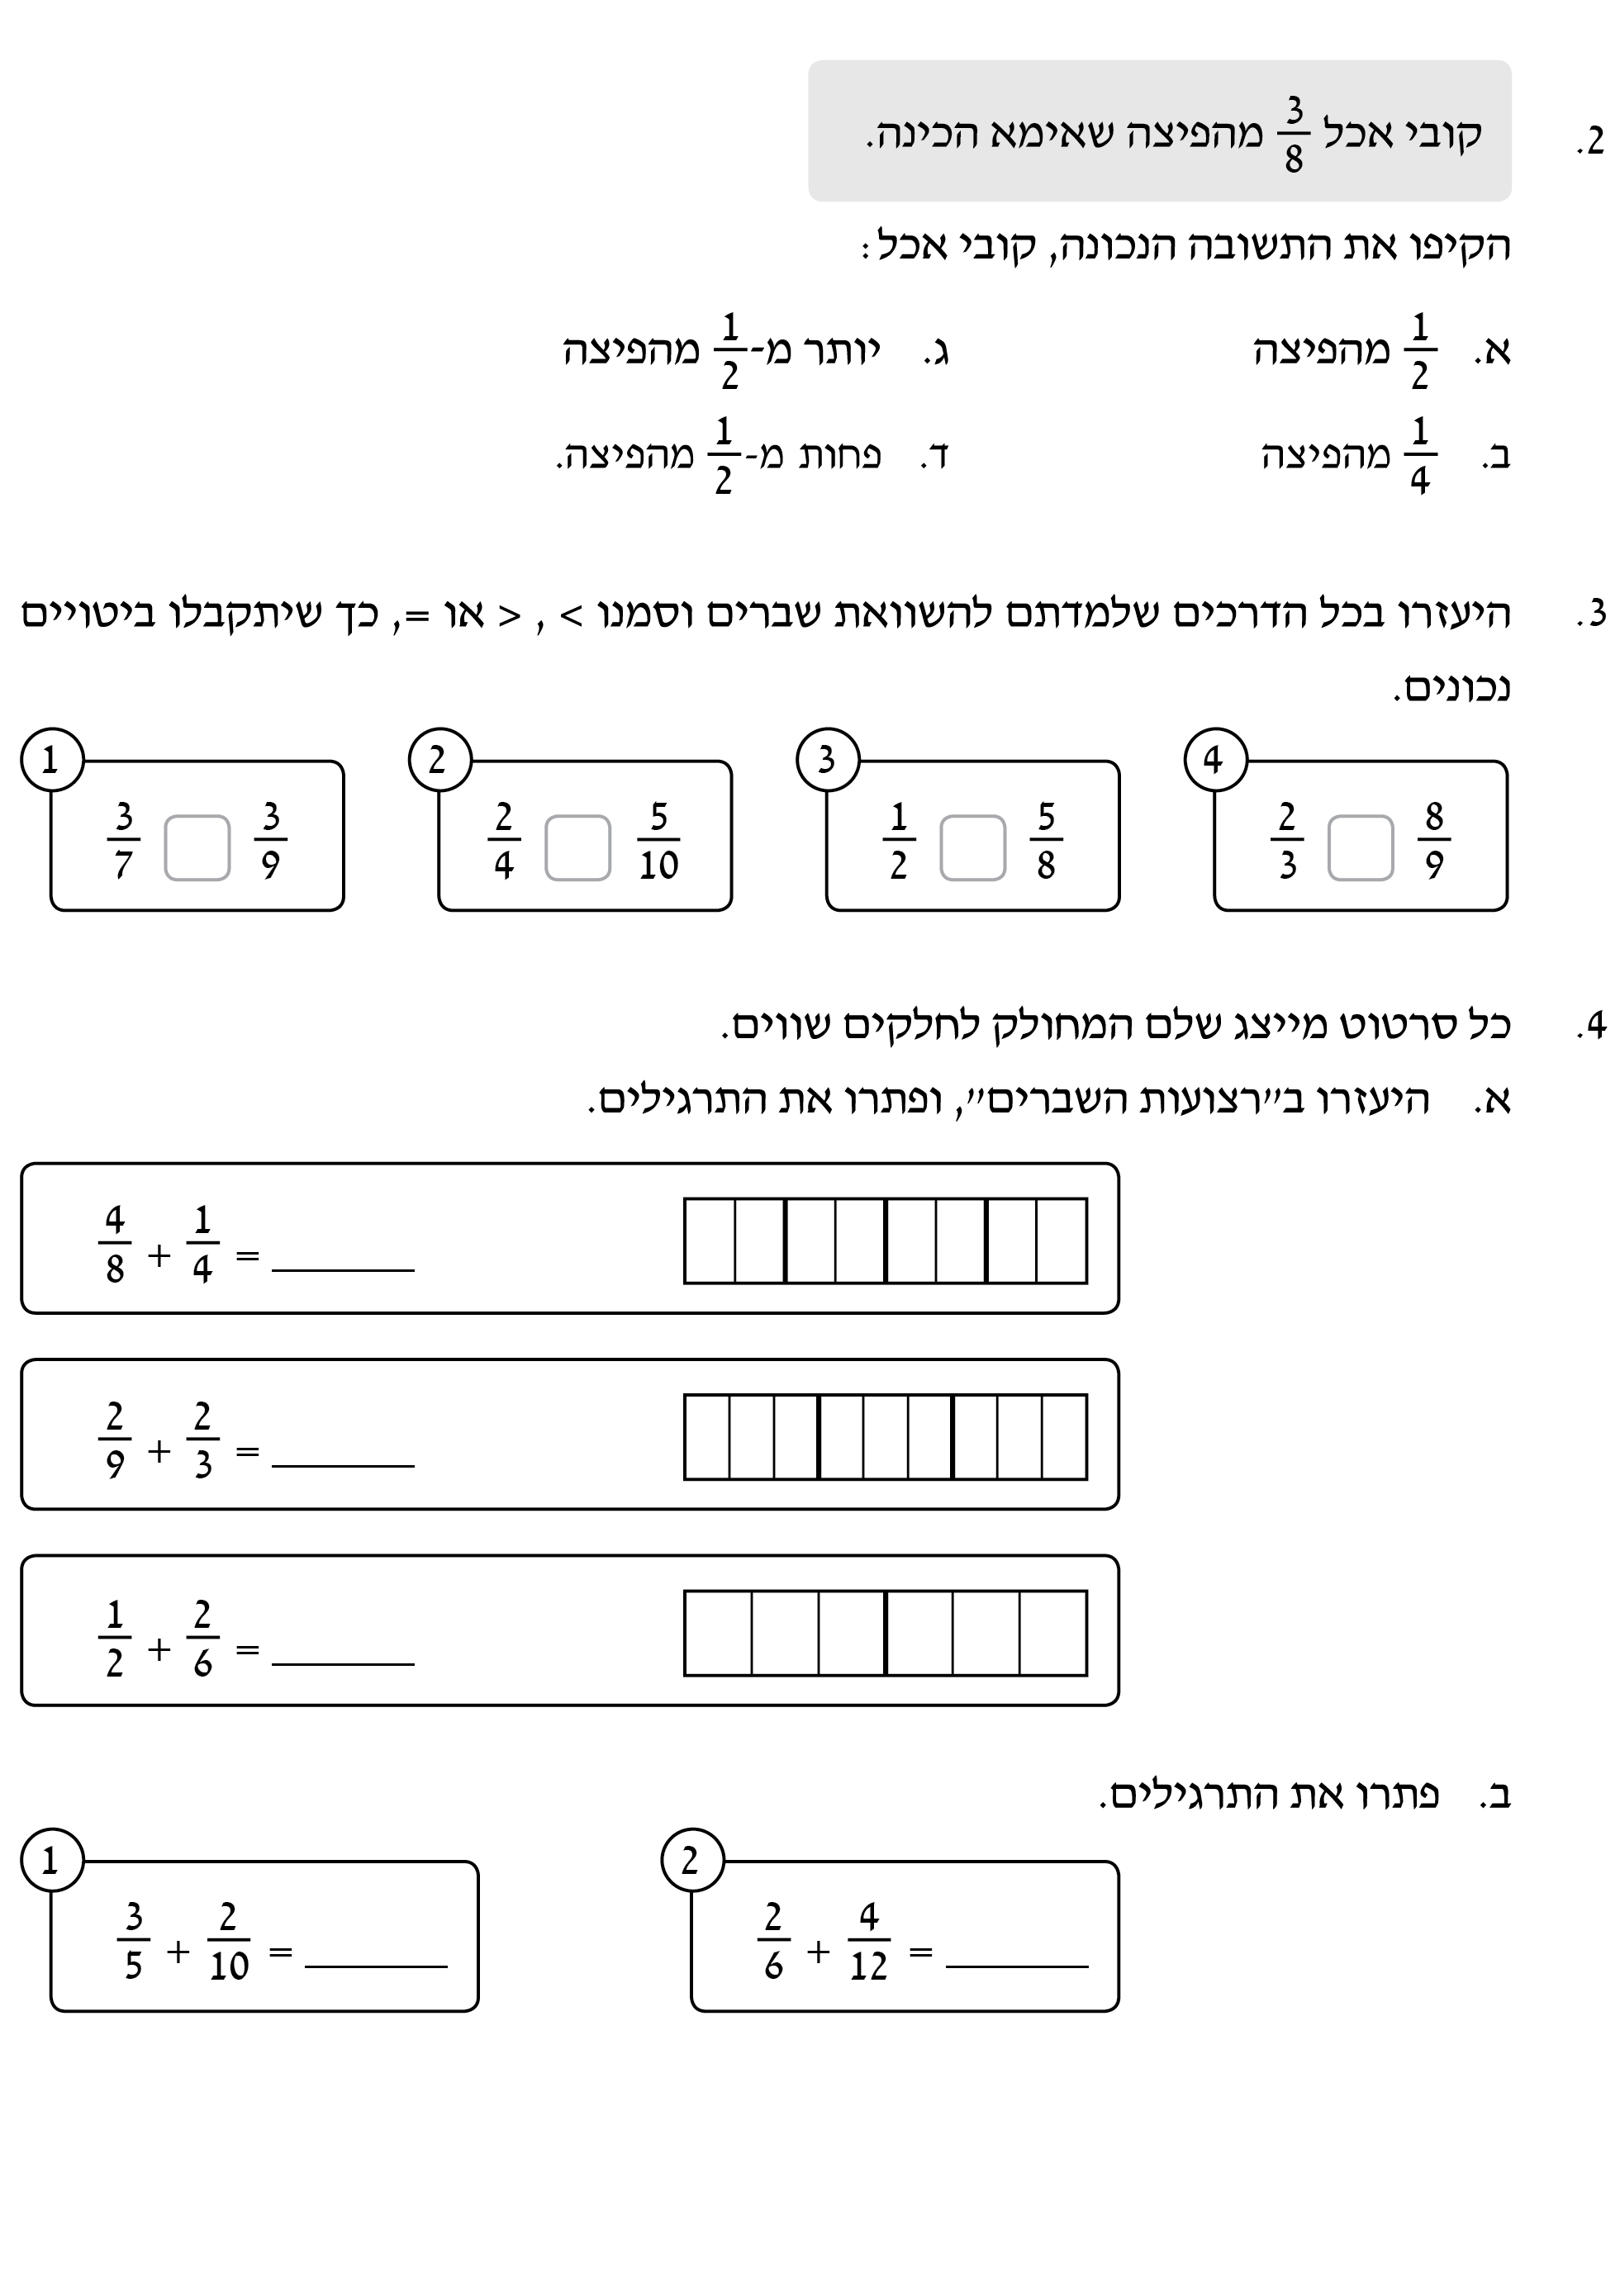 2. קובי אכל 3/8 מהפיצה שאימא הכינה.
הקיפו את התשובה הנכונה, קובי אכל:
א. 1/2 מהפיצה ג. יותר מ-1/2 מהפיצה
ב. 1/4 מהפיצה ד. פחות מ-1/2 מהפיצה.
3. היעזרו בכל הדרכים שלמדתם להשוואת שברים וסמנו > , < או =, כך שיתקבלו ביטויים
נכונים.
1 2 3 4
3/7 3/9 2/4 5/10 1/2 5/8 2/3 8/9
4. כל סרטוט מייצג שלם המחולק לחלקים שווים.
א. היעזרו ב"רצועות השברים", ופתרו את התרגילים.
4/8 + 1/4 = ______
2/9 + 2/3 = ______
1/2 + 2/6 = ______
ב. פתרו את התרגילים.
1 2
3/5 + 2/10 = ______ 2/6 + 4/12 = ______